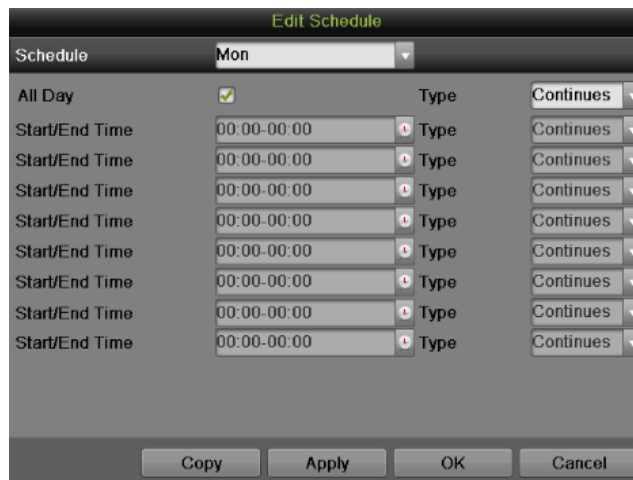 Edit Schedule
Schedule Mon
All Day Type Continues
Start/End Time 00:00-00:00 Type Continues
Start/End Time 00:00-00:00 Type Continues
Start/End Time 00:00-00:00 Type Continues
Start/End Time 00:00-00:00 Type Continues
Start/End Time 00:00-00:00 Type Continues
Start/End Time 00:00-00:00 Type Continues
Start/End Time 00:00-00:00 Type Continues
Start/End Time 00:00-00:00 Type Continues
Copy Apply OK Cancel